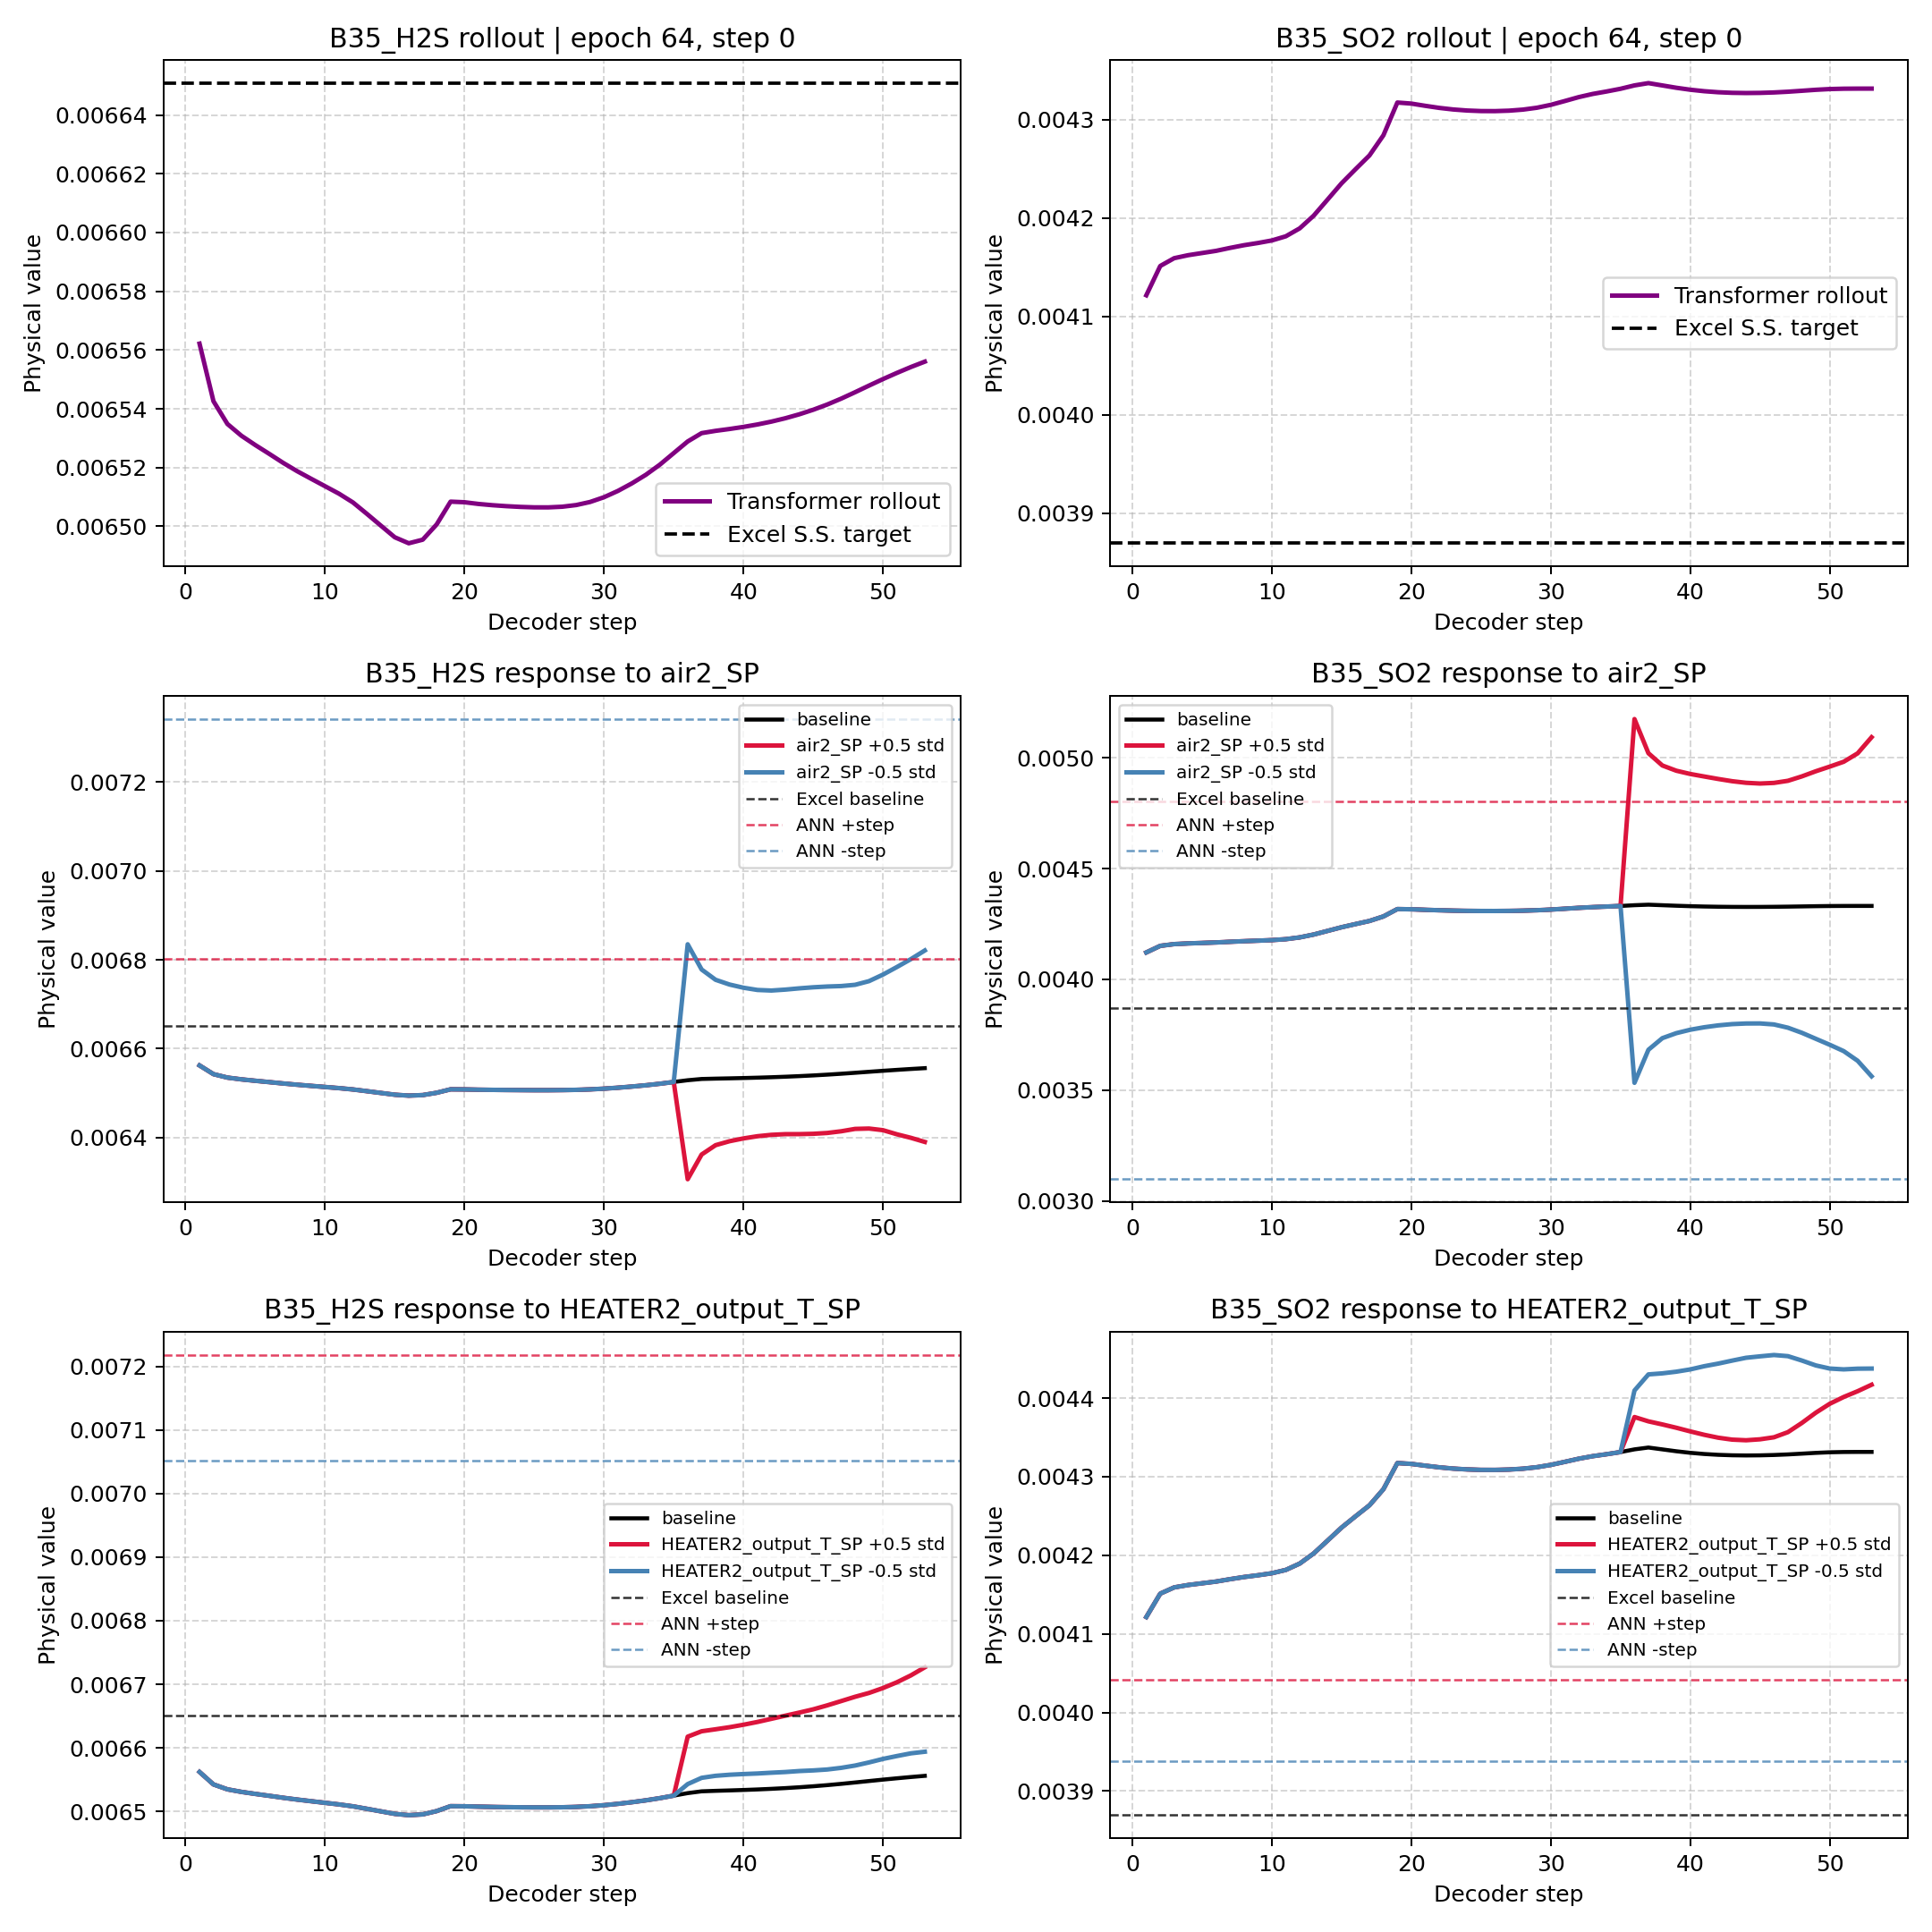 B35_H2S rollout | epoch 64, step 0
Physical value
0.00664
0.00662
0.00660
0.00658
0.00656
0.00654
0.00652
0.00650
Transformer rollout
Excel S.S. target
0 10 20 30 40 50
Decoder step
B35_SO2 rollout | epoch 64, step 0
Physical value
0.0043
0.0042
0.0041
0.0040
0.0039
Transformer rollout
Excel S.S. target
0 10 20 30 40 50
Decoder step
B35_H2S response to air2_SP
Physical value
0.0072
0.0070
0.0068
0.0066
0.0064
baseline
air2_SP +0.5 std
air2_SP -0.5 std
Excel baseline
ANN +step
ANN -step
0 10 20 30 40 50
Decoder step
B35_SO2 response to air2_SP
Physical value
0.0050
0.0045
0.0040
0.0035
0.0030
baseline
air2_SP +0.5 std
air2_SP -0.5 std
Excel baseline
ANN +step
ANN -step
0 10 20 30 40 50
Decoder step
B35_H2S response to HEATER2_output_T_SP
Physical value
0.0072
0.0071
0.0070
0.0069
0.0068
0.0067
0.0066
0.0065
baseline
HEATER2_output_T_SP +0.5 std
HEATER2_output_T_SP -0.5 std
Excel baseline
ANN +step
ANN -step
0 10 20 30 40 50
Decoder step
B35_SO2 response to HEATER2_output_T_SP
Physical value
0.0044
0.0043
0.0042
0.0041
0.0040
0.0039
baseline
HEATER2_output_T_SP +0.5 std
HEATER2_output_T_SP -0.5 std
Excel baseline
ANN +step
ANN -step
0 10 20 30 40 50
Decoder step